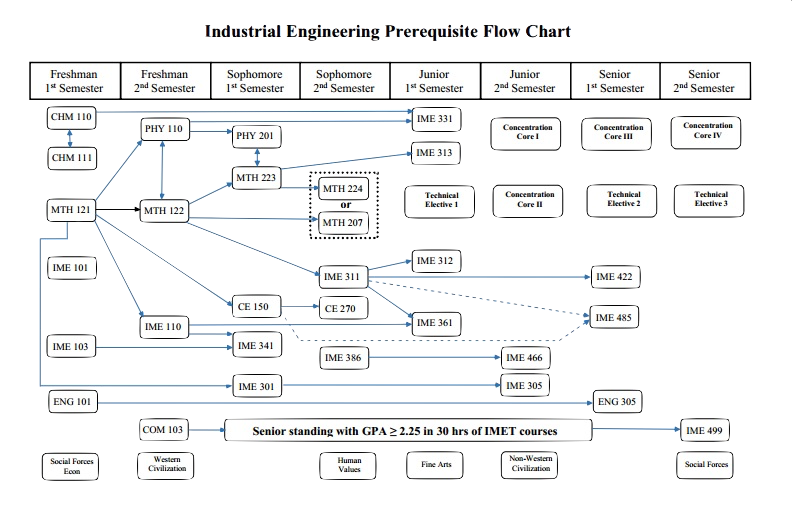 Industrial Engineering Prerequisite Flow Chart
Freshman
1st Semester
Freshman
2nd Semester
Sophomore
1st Semester
Sophomore
2nd Semester
Junior
1st Semester
Junior
2nd Semester
Senior
1st Semester
Senior
2nd Semester
CHM 110
PHY 110
PHY 201
IME 331
Concentration
Core I
Concentration
Core III
Concentration
Core IV
CHM 111
MTH 223
IME 313
MTH 121
MTH 122
MTH 224
or
MTH 207
Technical
Elective 1
Concentration
Core II
Technical
Elective 2
Technical
Elective 3
IME 101
IME 311
IME 312
IME 422
CE 150
CE 270
IME 485
IME 110
IME 361
IME 103
IME 341
IME 386
IME 466
IME 301
IME 305
ENG 101
ENG 305
COM 103
Senior standing with GPA ≥ 2.25 in 30 hrs of IMET courses
IME 499
Social Forces
Econ
Western
Civilization
Human
Values
Fine Arts
Non-Western
Civilization
Social Forces